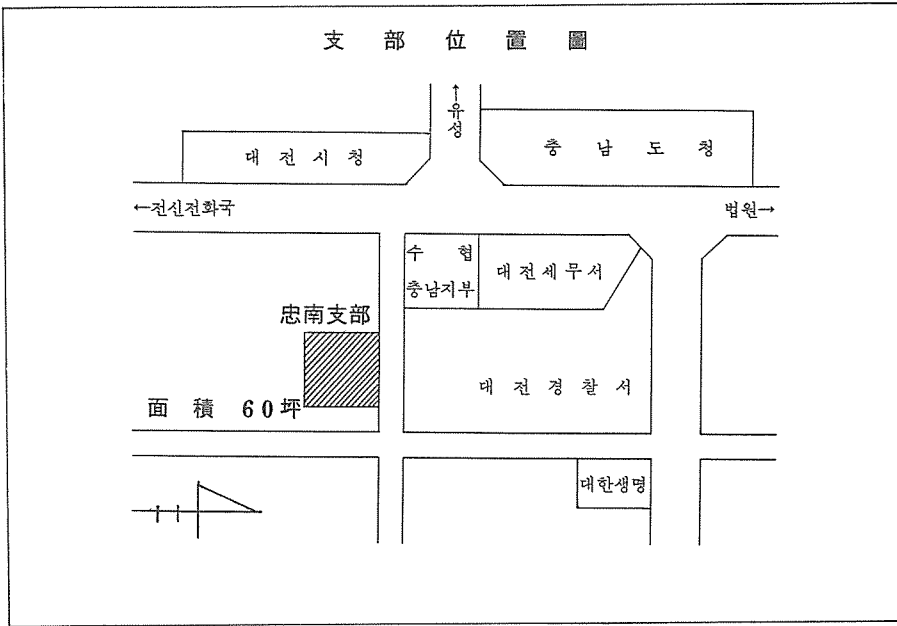 支 部 位 置 圖
↑유성
대 전 시 청
충 남 도 청
←전신전화국
법원→
수 협
충남지부
대전세무서
忠南支部
대 전 경 찰 서
面 積 60坪
대한생명